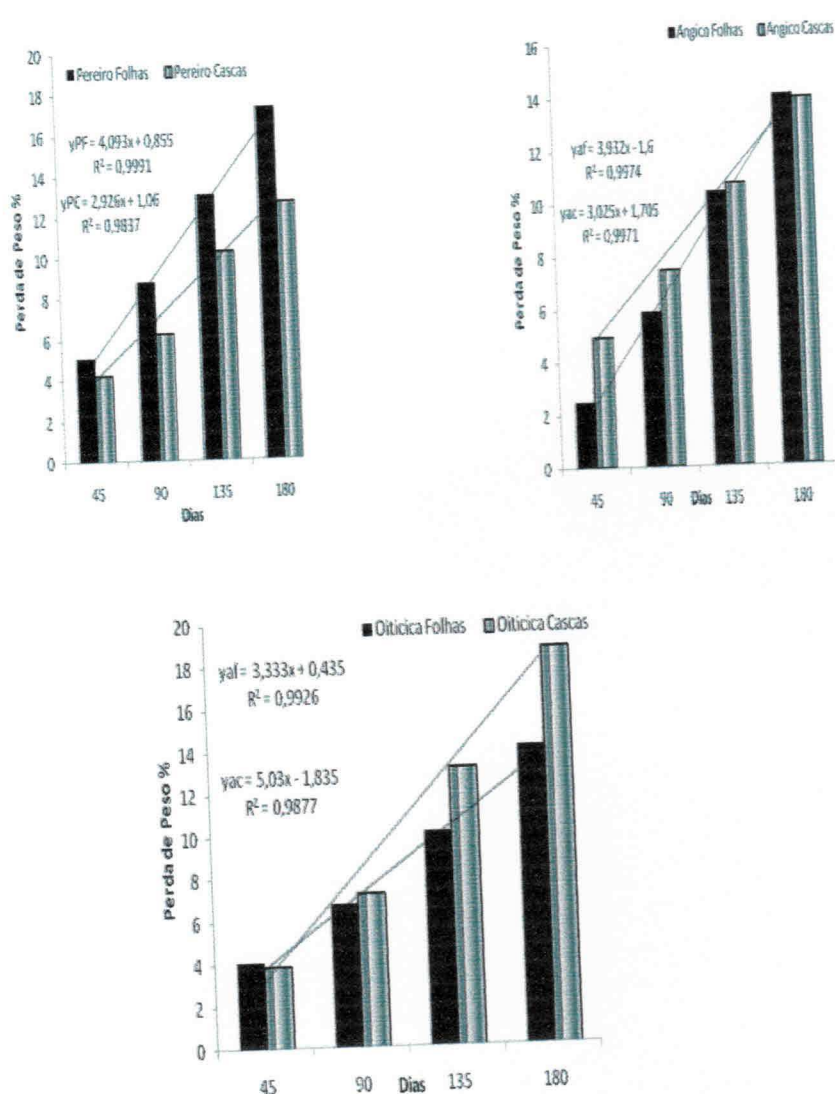 Pereiro Folhas Pereiro Cascas
yPF = 4,093x + 0,855
R² = 0,9991
yPC = 2,926x + 1,06
R² = 0,9837
Perda de Peso %
20
18
16
14
12
10
8
6
4
2
0
45 90 135 180
Dias
Angico Folhas Angico Cascas
yaf = 3,932x - 1,6
R² = 0,9974
yac = 3,025x + 1,705
R² = 0,9971
Perda de Peso %
16
14
12
10
8
6
4
2
0
45 90 Dias 135 180
Oiticica Folhas Oiticica Cascas
yaf = 3,333x + 0,435
R² = 0,9926
yac = 5,03x - 1,835
R² = 0,9877
Perda de Peso %
20
18
16
14
12
10
8
6
4
2
0
45 90 Dias 135 180